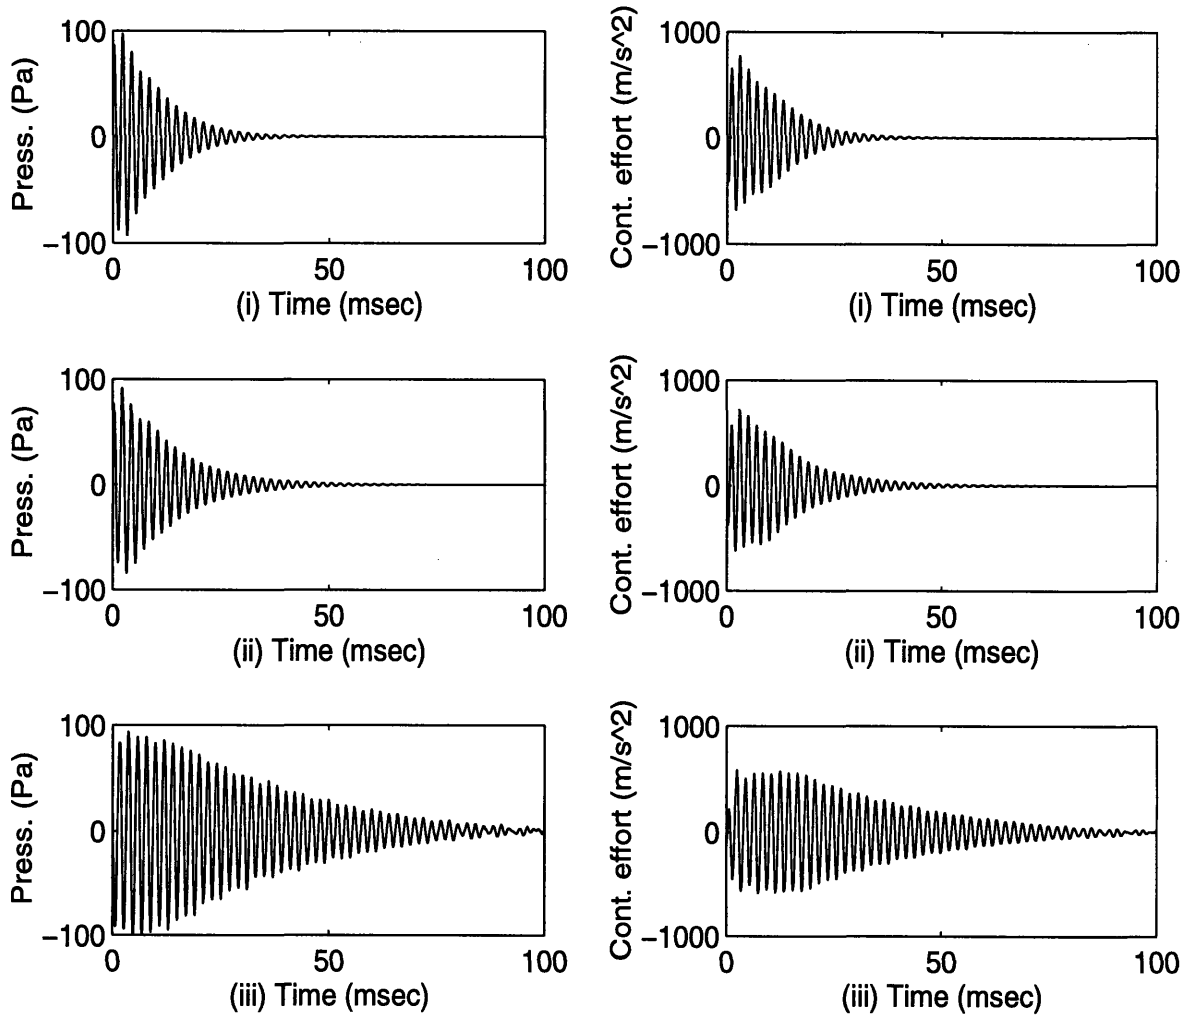 Press. (Pa)
100
0
−100
0 50 100
(i) Time (msec)
Cont. effort (m/s^2)
1000
0
−1000
0 50 100
(i) Time (msec)
Press. (Pa)
100
0
−100
0 50 100
(ii) Time (msec)
Cont. effort (m/s^2)
1000
0
−1000
0 50 100
(ii) Time (msec)
Press. (Pa)
100
0
−100
0 50 100
(iii) Time (msec)
Cont. effort (m/s^2)
1000
0
−1000
0 50 100
(iii) Time (msec)